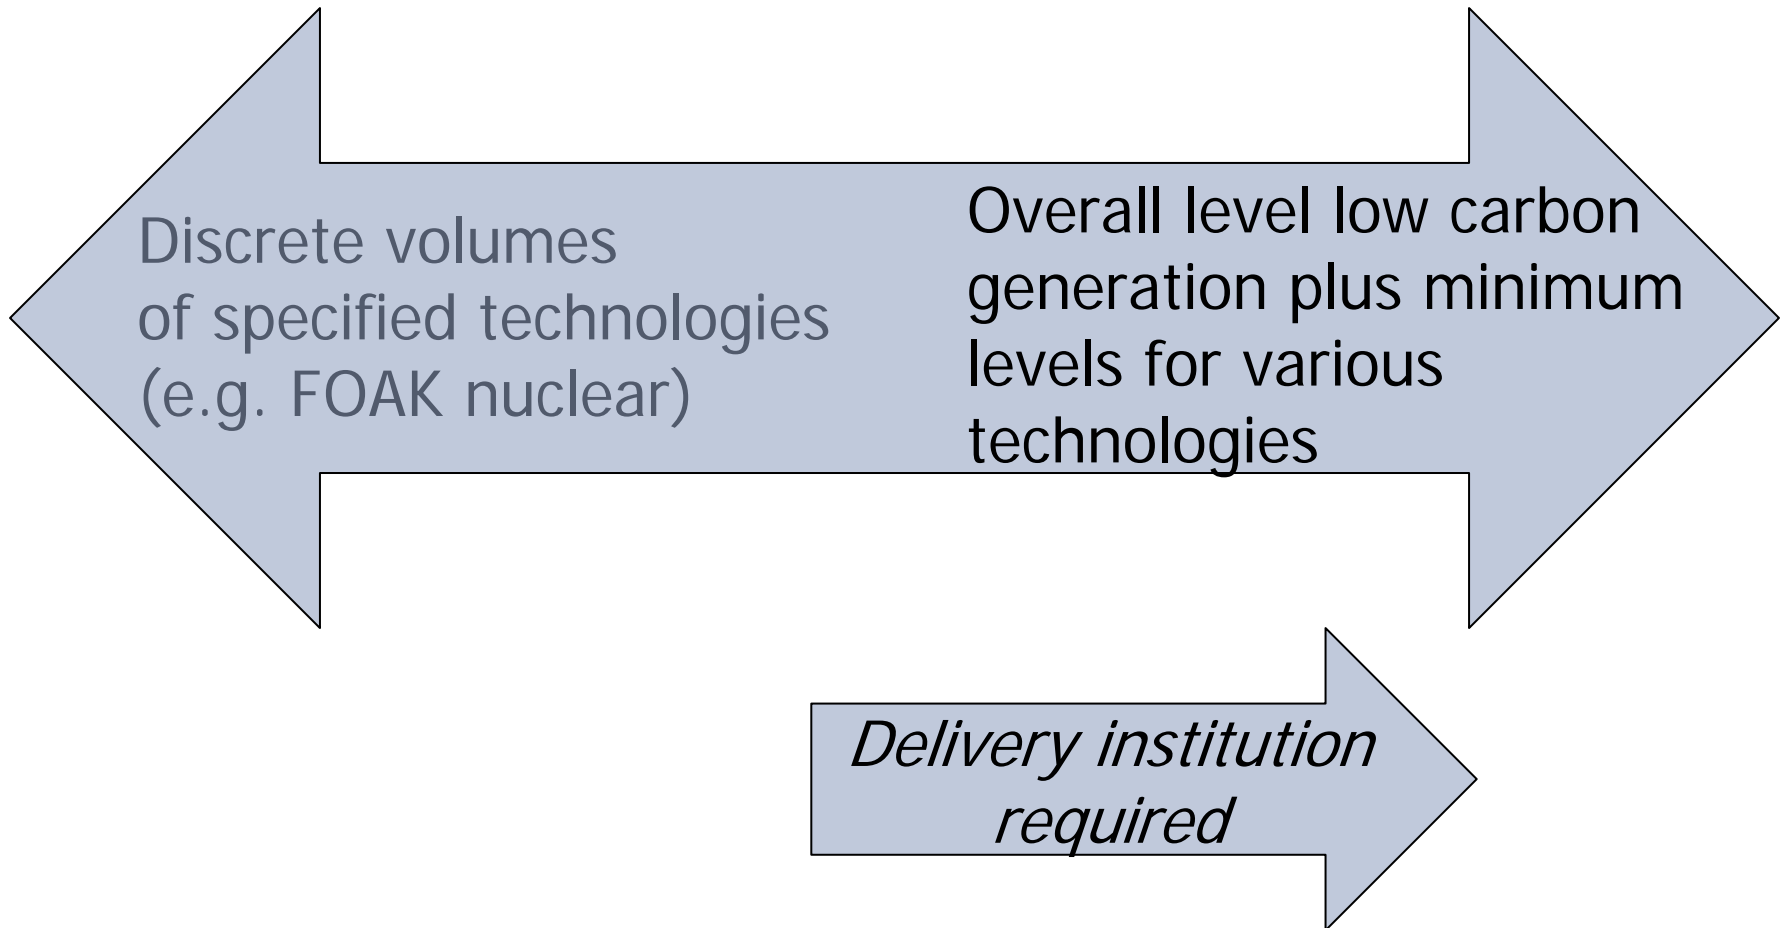 Discrete volumes
of specified technologies
(e.g. FOAK nuclear)
Overall level low carbon
generation plus minimum
levels for various
technologies
Delivery institution
required